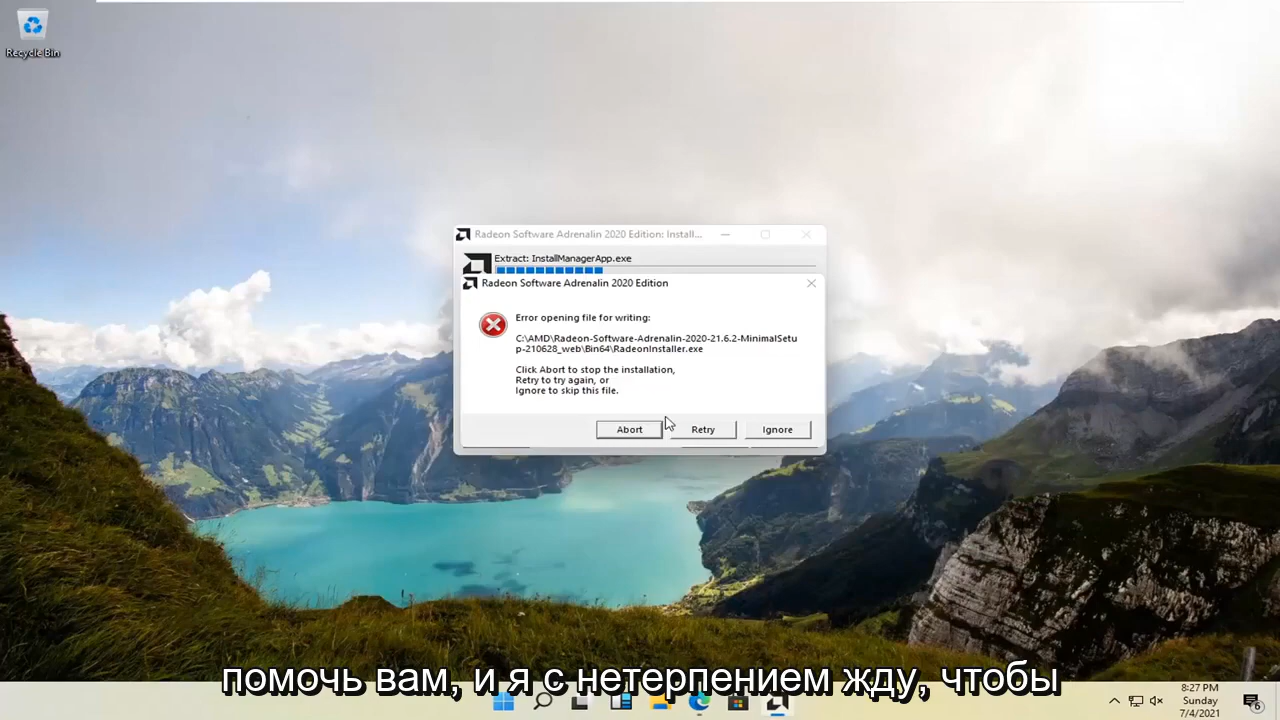 Recycle Bin
Radeon Software Adrenalin 2020 Edition: Install...
Extract: InstallManagerApp.exe
Radeon Software Adrenalin 2020 Edition
Error opening file for writing:
C:\AMD\Radeon-Software-Adrenalin-2020-21.6.2-MinimalSetu
p-210628_web\Bin64\RadeonInstaller.exe
Click Abort to stop the installation,
Retry to try again, or
Ignore to skip this file.
Abort Retry Ignore
помочь вам, и я с нетерпением жду, чтобы
8:27 PM
Sunday
7/4/2021
6